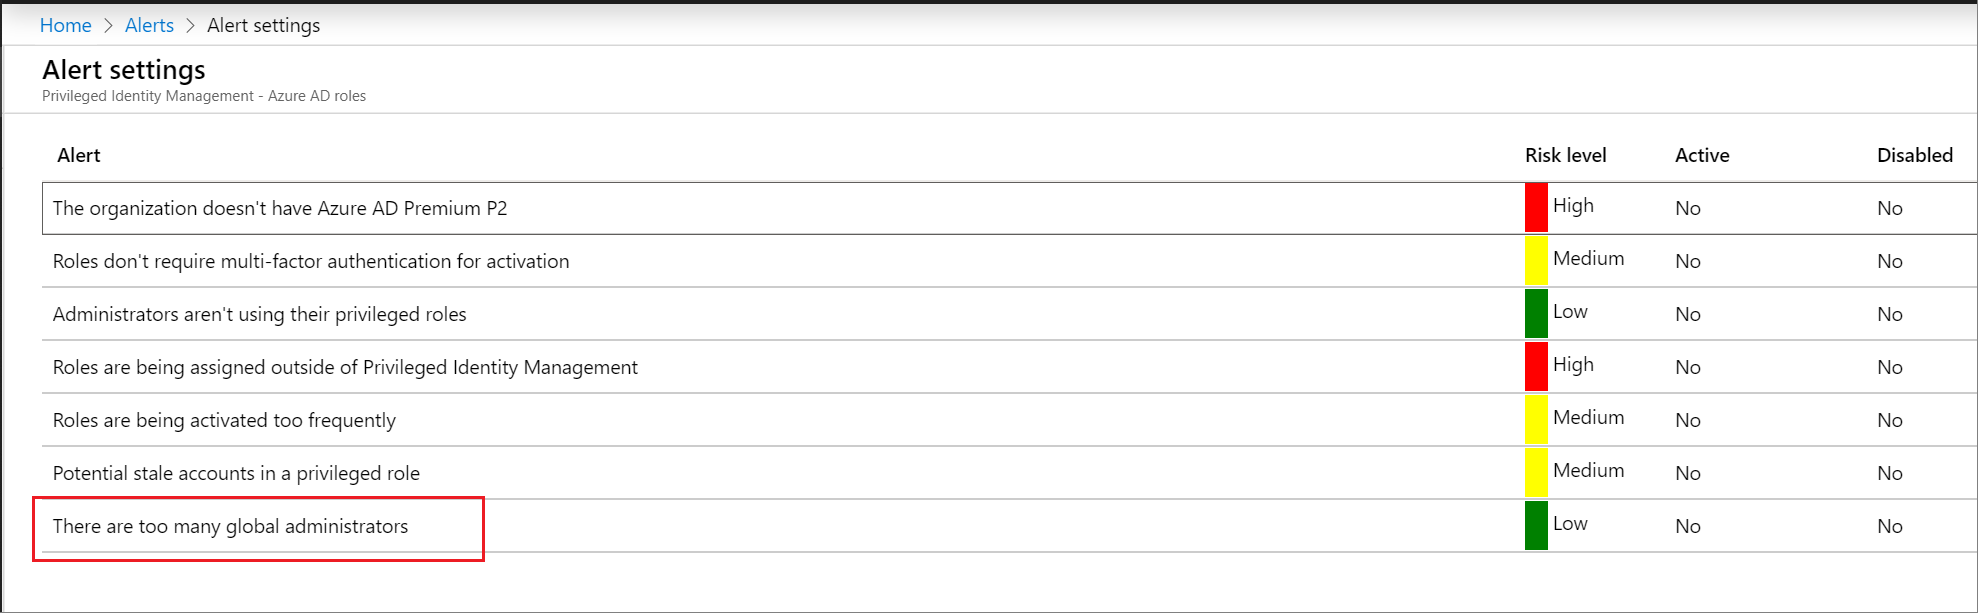 Home > Alerts > Alert settings
Alert settings
Privileged Identity Management - Azure AD roles
Alert Risk level Active Disabled
The organization doesn't have Azure AD Premium P2 High No No
Roles don't require multi-factor authentication for activation Medium No No
Administrators aren't using their privileged roles Low No No
Roles are being assigned outside of Privileged Identity Management High No No
Roles are being activated too frequently Medium No No
Potential stale accounts in a privileged role Medium No No
There are too many global administrators Low No No